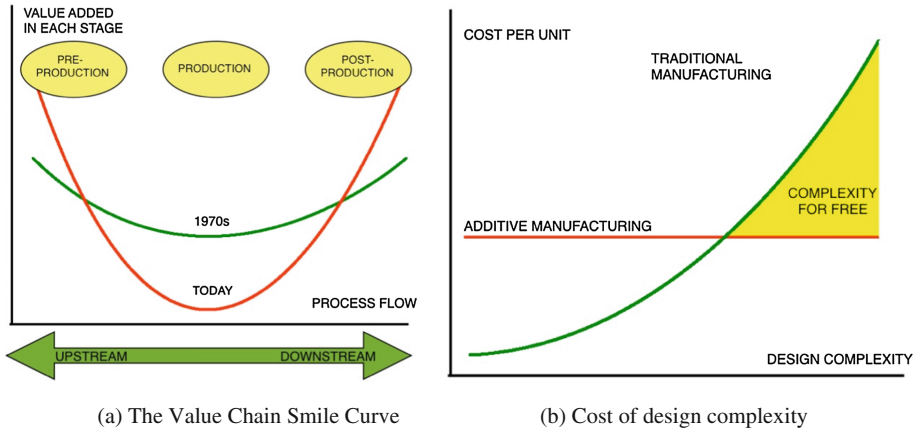 VALUE ADDED
IN EACH STAGE
PRE-
PRODUCTION
PRODUCTION
POST-
PRODUCTION
1970s
TODAY
PROCESS FLOW
UPSTREAM
DOWNSTREAM
(a) The Value Chain Smile Curve
COST PER UNIT
TRADITIONAL
MANUFACTURING
COMPLEXITY
FOR FREE
ADDITIVE MANUFACTURING
DESIGN COMPLEXITY
(b) Cost of design complexity